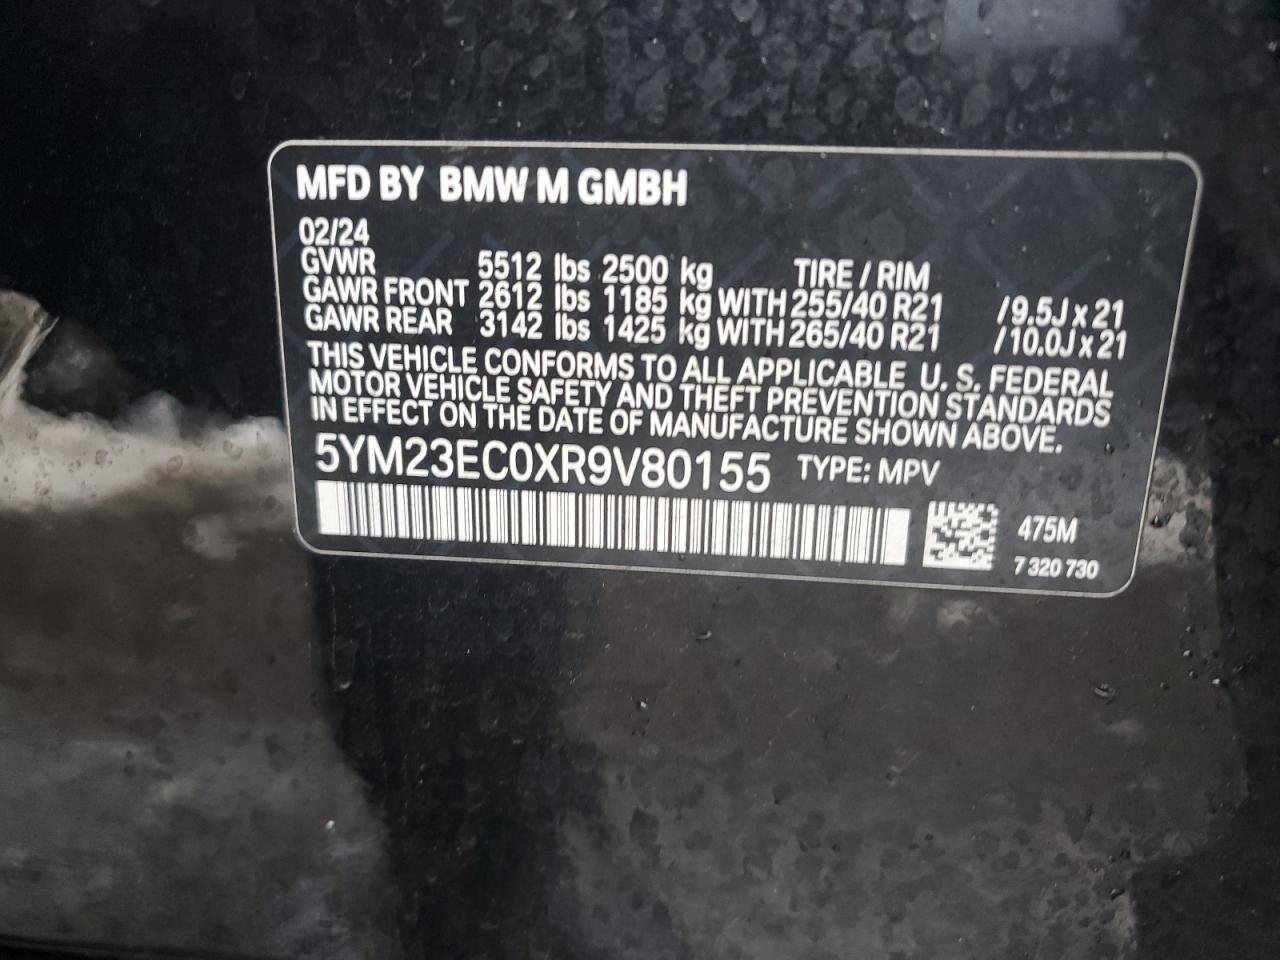 MFD BY BMW M GMBH
02/24
GVWR 5512 lbs 2500 kg TIRE / RIM
GAWR FRONT 2612 lbs 1185 kg WITH 255/40 R21 /9.5J x 21
GAWR REAR 3142 lbs 1425 kg WITH 265/40 R21 /10.0J x 21
THIS VEHICLE CONFORMS TO ALL APPLICABLE U. S. FEDERAL
MOTOR VEHICLE SAFETY AND THEFT PREVENTION STANDARDS
IN EFFECT ON THE DATE OF MANUFACTURE SHOWN ABOVE.
5YM23EC0XR9V80155 TYPE: MPV
475M
7 320 730